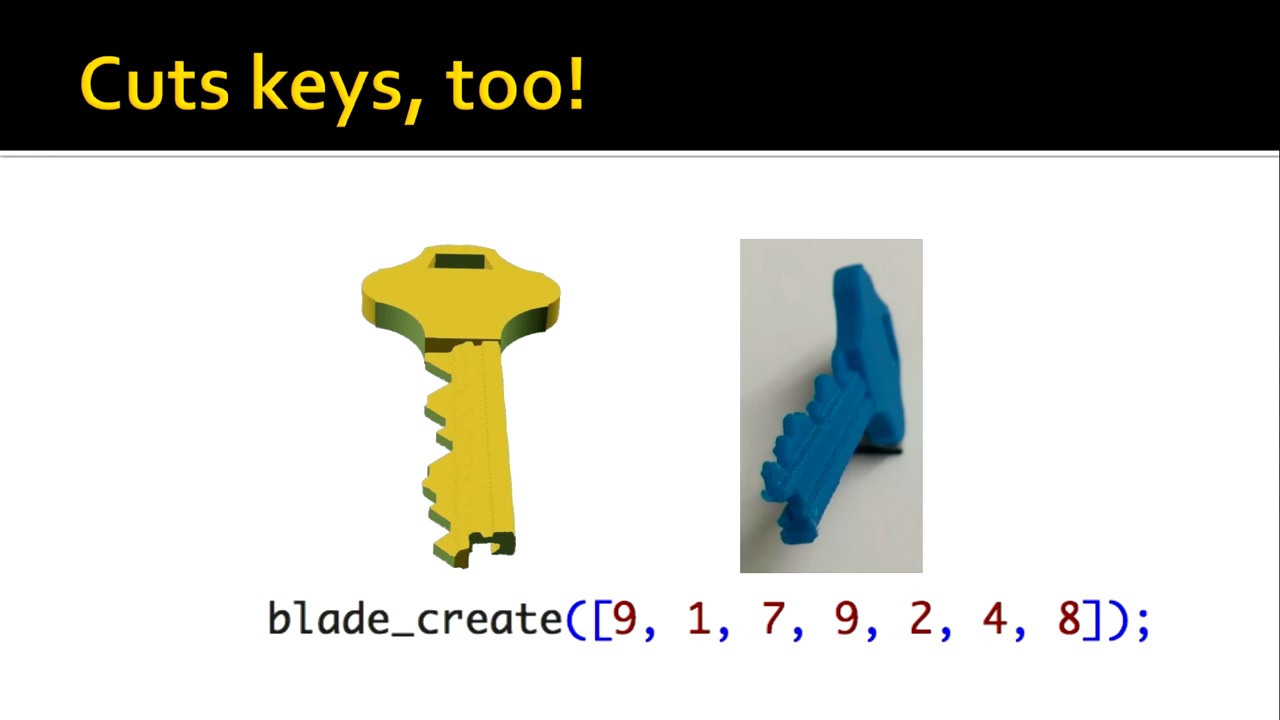 Cuts keys, too!
blade_create([9, 1, 7, 9, 2, 4, 8]);